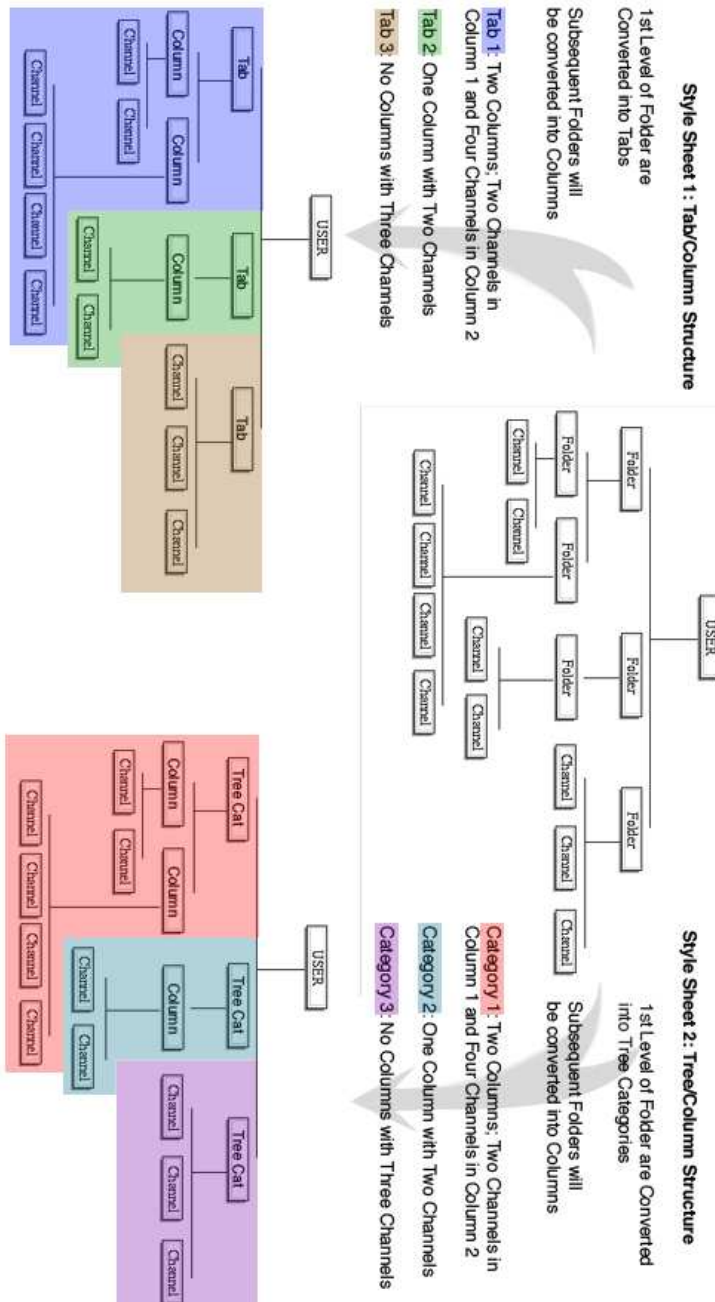 Style Sheet 1: Tab/Column Structure
1st Level of Folder are
Converted into Tabs
Subsequent Folders will
be converted into Columns
Tab 1: Two Columns; Two Channels in
Column 1 and Four Channels in Column 2
Tab 2: One Column with Two Channels
Tab 3: No Columns with Three Channels
USER
Folder
Folder
Folder
Folder
Folder
Folder
Channel
Channel
Channel
Channel
Channel
Channel
Channel
Channel
Channel
Channel
Channel
Style Sheet 2: Tree/Column Structure
1st Level of Folder are Converted
into Tree Categories
Subsequent Folders will
be converted into Columns
Category 1: Two Columns; Two Channels in
Column 1 and Four Channels in Column 2
Category 2: One Column with Two Channels
Category 3: No Columns with Three Channels
USER
Tab
Tab
Tab
Column
Column
Column
Channel
Channel
Channel
Channel
Channel
Channel
Channel
Channel
Channel
Channel
Channel
USER
Tree Cat
Tree Cat
Tree Cat
Column
Column
Column
Channel
Channel
Channel
Channel
Channel
Channel
Channel
Channel
Channel
Channel
Channel